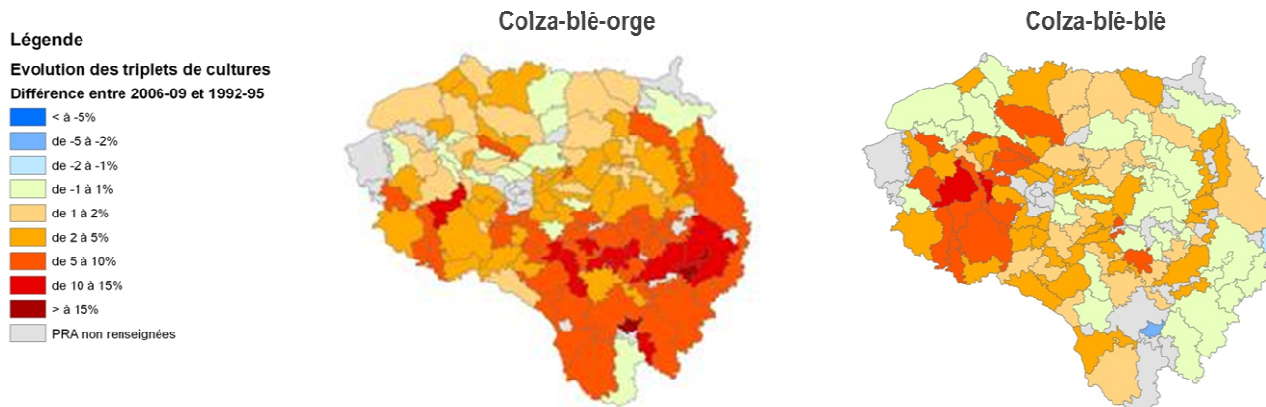 Colza-blé-orge
Colza-blé-blé
Légende
Evolution des triplets de cultures
Différence entre 2006-09 et 1992-95
< à -5%
de -5 à -2%
de -2 à -1%
de -1 à 1%
de 1 à 2%
de 2 à 5%
de 5 à 10%
de 10 à 15%
> à 15%
PRA non renseignées